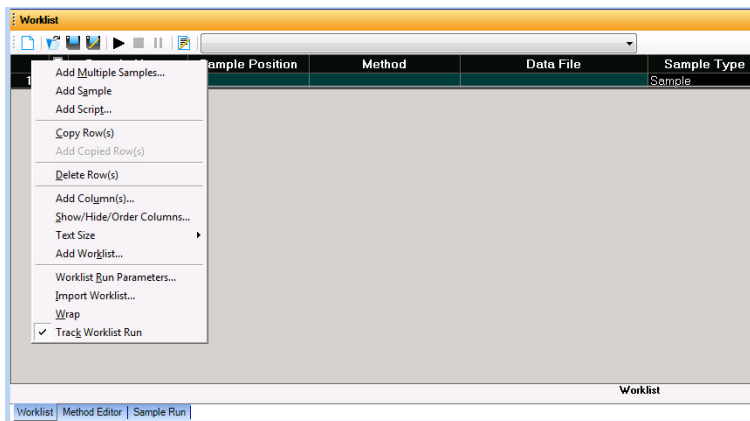 Worklist
Sample Position Method Data File Sample Type
1 Sample
Add Multiple Samples...
Add Sample
Add Script...
Copy Row(s)
Add Copied Row(s)
Delete Row(s)
Add Column(s)...
Show/Hide/Order Columns...
Text Size
Add Worklist...
Worklist Run Parameters...
Import Worklist...
Wrap
Track Worklist Run
Worklist
Worklist Method Editor Sample Run